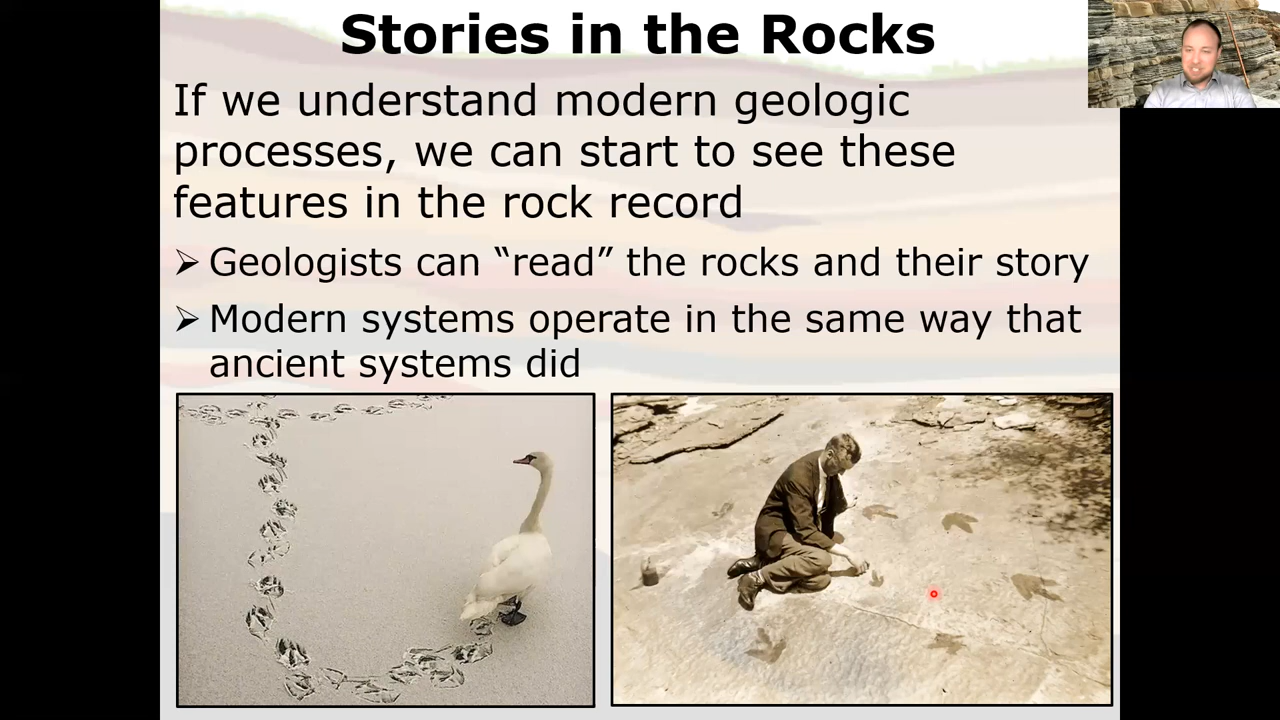 Stories in the Rocks
If we understand modern geologic
processes, we can start to see these
features in the rock record
➢ Geologists can “read” the rocks and their story
➢ Modern systems operate in the same way that
ancient systems did